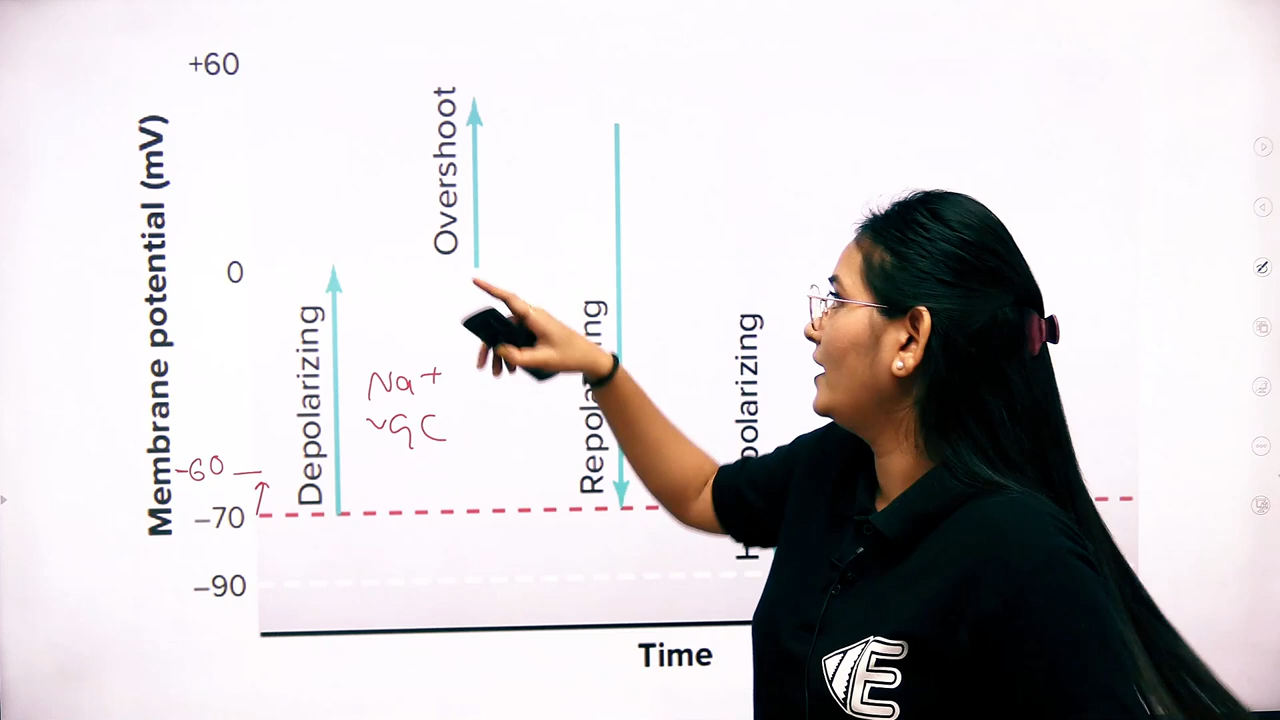 +60
Membrane potential (mV)
Overshoot
0
Depolarizing
Na+
VGC
-60
–70
–90
Time
E